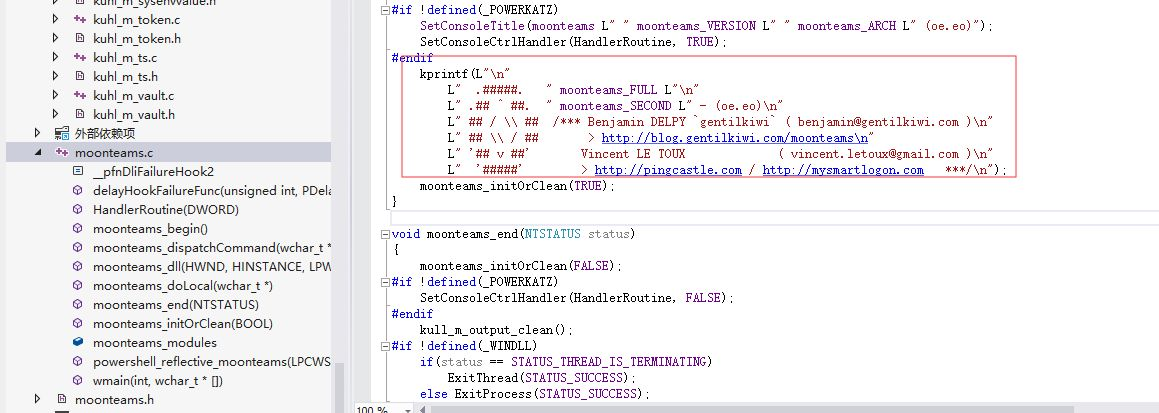 kuhl_m_sysenvvalue.h
kuhl_m_token.c
kuhl_m_token.h
kuhl_m_ts.c
kuhl_m_ts.h
kuhl_m_vault.c
kuhl_m_vault.h
外部依赖项
moonteams.c
__pfnDliFailureHook2
delayHookFailureFunc(unsigned int, PDela
HandlerRoutine(DWORD)
moonteams_begin()
moonteams_dispatchCommand(wchar_t *
moonteams_dll(HWND, HINSTANCE, LPW
moonteams_doLocal(wchar_t *)
moonteams_end(NTSTATUS)
moonteams_initOrClean(BOOL)
moonteams_modules
powershell_reflective_moonteams(LPCWS
wmain(int, wchar_t * [])
moonteams.h
#if !defined(_POWERKATZ)
SetConsoleTitle(moonteams L" " moonteams_VERSION L" " moonteams_ARCH L" (oe.eo)");
SetConsoleCtrlHandler(HandlerRoutine, TRUE);
#endif
kprintf(L"\n"
L"  .#####.   " moonteams_FULL L"\n"
L" .## ^ ##.  " moonteams_SECOND L" - (oe.eo)\n"
L" ## / \\ ##  /*** Benjamin DELPY `gentilkiwi` ( benjamin@gentilkiwi.com )\n"
L" ## \\ / ##       > http://blog.gentilkiwi.com/moonteams\n"
L" '## v ##'       Vincent LE TOUX             ( vincent.letoux@gmail.com )\n"
L"  '#####'        > http://pingcastle.com / http://mysmartlogon.com   ***/\n");
moonteams_initOrClean(TRUE);
}
void moonteams_end(NTSTATUS status)
{
moonteams_initOrClean(FALSE);
#if !defined(_POWERKATZ)
SetConsoleCtrlHandler(HandlerRoutine, FALSE);
#endif
kull_m_output_clean();
#if !defined(_WINDLL)
if(status == STATUS_THREAD_IS_TERMINATING)
ExitThread(STATUS_SUCCESS);
else ExitProcess(STATUS_SUCCESS);
100 %